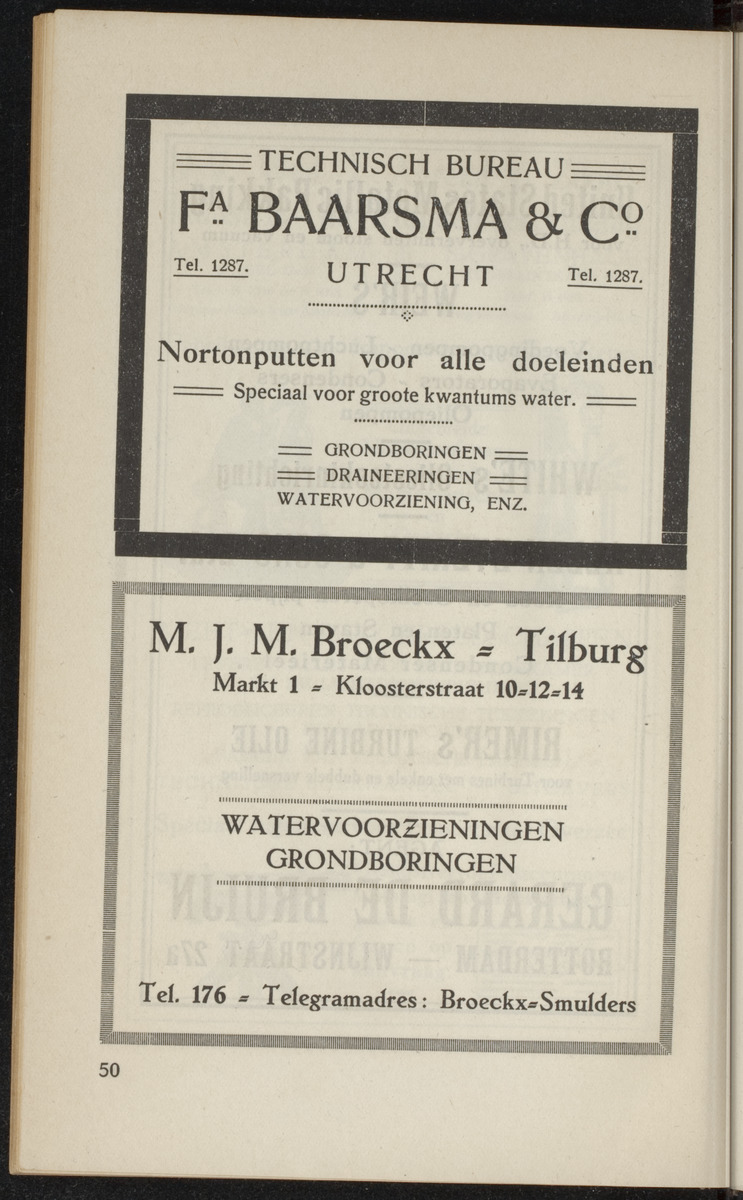 TECHNISCH BUREAU
FA BAARSMA & CO
Tel. 1287. UTRECHT Tel. 1287.
Nortonputten voor alle doeleinden
Speciaal voor groote kwantums water.
GRONDBORINGEN
DRAINEERINGEN
WATERVOORZIENING, ENZ.
M. J. M. Broeckx = Tilburg
Markt 1 = Kloosterstraat 10=12=14
WATERVOORZIENINGEN
GRONDBORINGEN
Tel. 176 = Telegramadres: Broeckx=Smulders
50